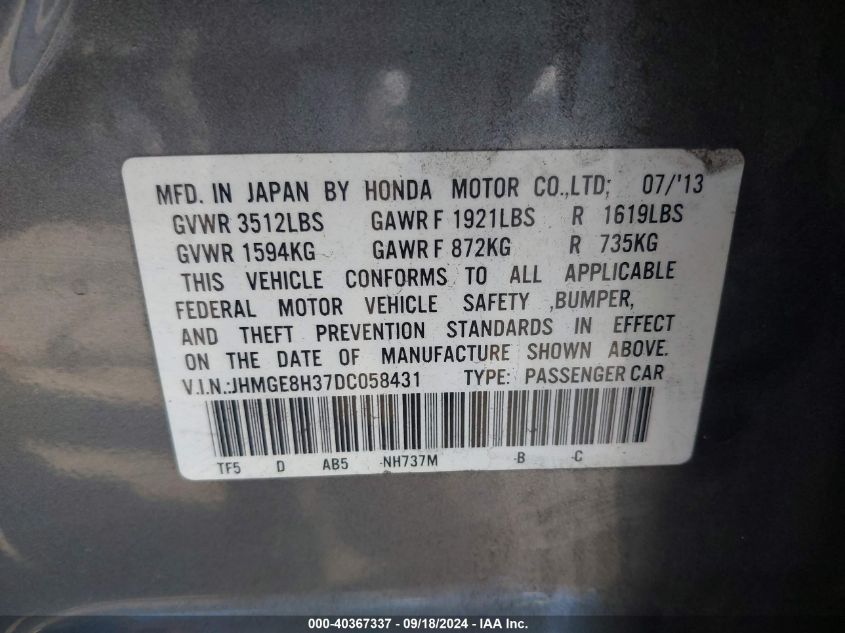 MFD. IN JAPAN BY HONDA MOTOR CO.,LTD; 07/'13
GVWR 3512LBS GAWR F 1921LBS R 1619LBS
GVWR 1594KG GAWR F 872KG R 735KG
THIS VEHICLE CONFORMS TO ALL APPLICABLE
FEDERAL MOTOR VEHICLE SAFETY ,BUMPER,
AND THEFT PREVENTION STANDARDS IN EFFECT
ON THE DATE OF MANUFACTURE SHOWN ABOVE.
V.I.N.:JHMGE8H37DC058431 TYPE: PASSENGER CAR
TF5 D AB5 -NH737M -B -C
000-40367337 - 09/18/2024 - IAA Inc.